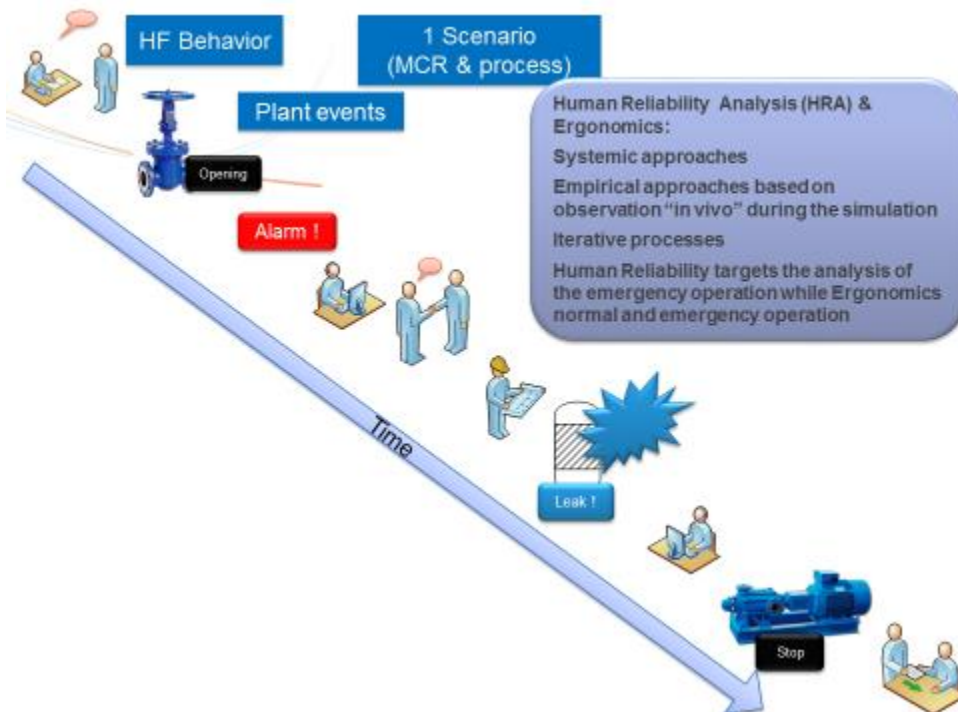 HF Behavior
1 Scenario
(MCR & process)
Plant events
Human Reliability Analysis (HRA) &
Ergonomics:
Systemic approaches
Empirical approaches based on
observation “in vivo” during the simulation
Iterative processes
Human Reliability targets the analysis of
the emergency operation while Ergonomics
normal and emergency operation
Opening
Alarm !
Time
Leak !
Stop